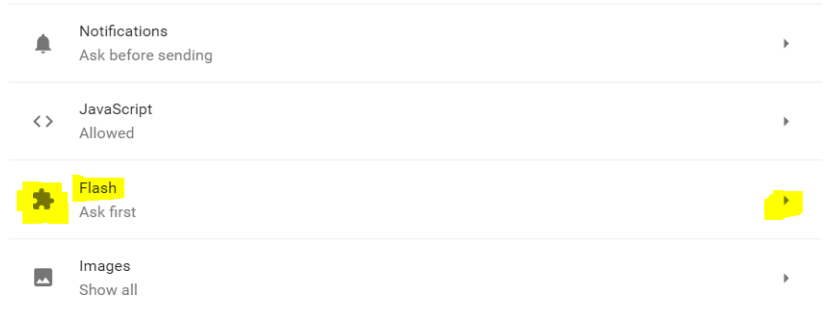 Notifications
Ask before sending
JavaScript
Allowed
Flash
Ask first
Images
Show all